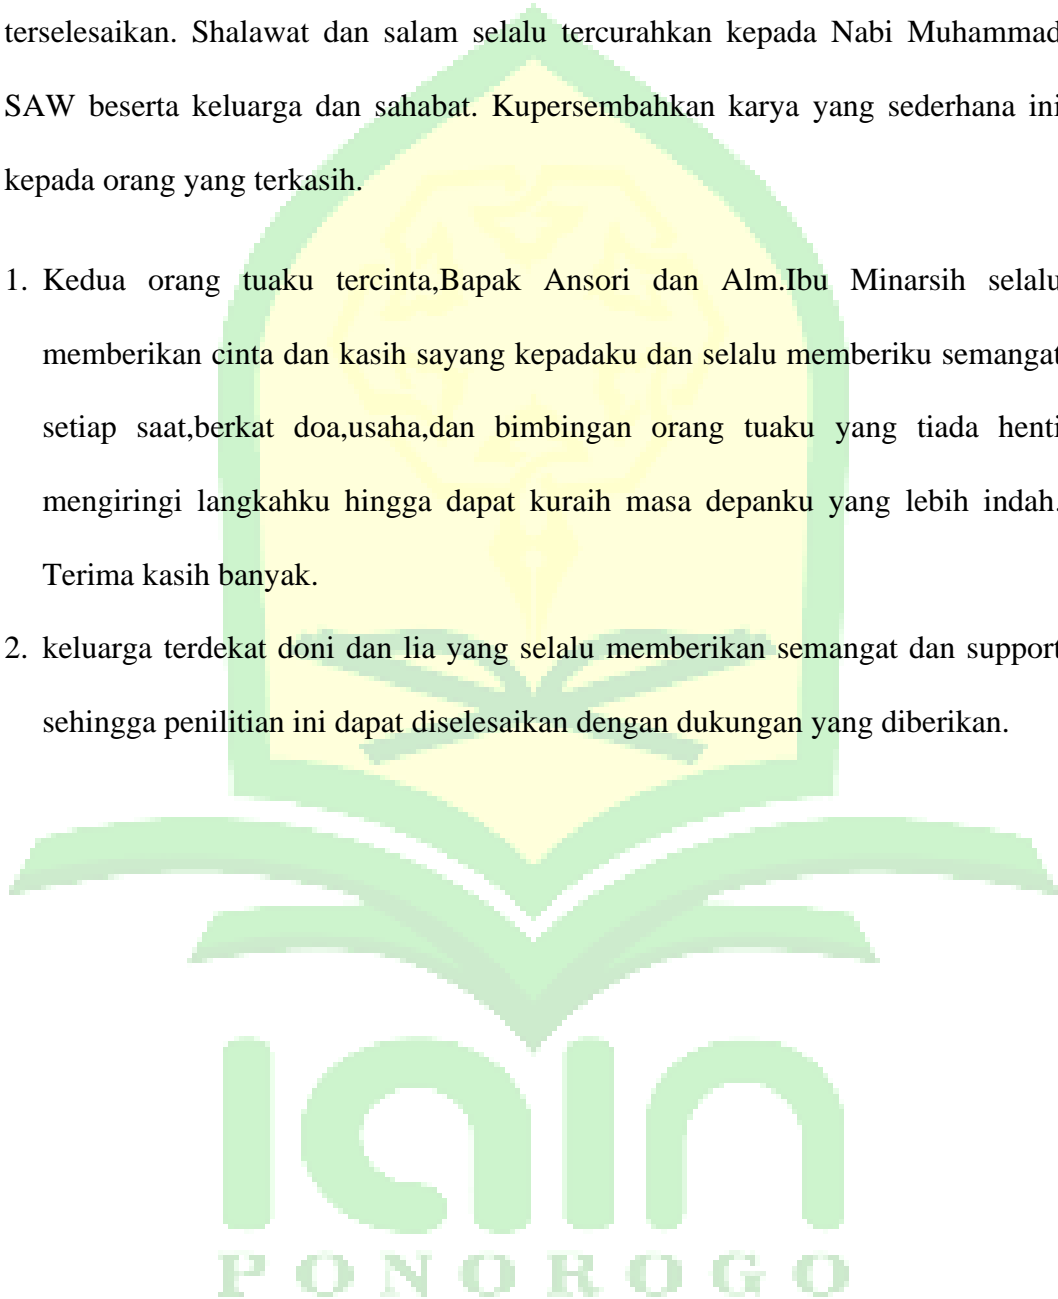 terselesaikan. Shalawat dan salam selalu tercurahkan kepada Nabi Muhammad
SAW beserta keluarga dan sahabat. Kupersembahkan karya yang sederhana ini
kepada orang yang terkasih.
1. Kedua orang tuaku tercinta,Bapak Ansori dan Alm.Ibu Minarsih selalu
memberikan cinta dan kasih sayang kepadaku dan selalu memberiku semangat
setiap saat,berkat doa,usaha,dan bimbingan orang tuaku yang tiada henti
mengiringi langkahku hingga dapat kuraih masa depanku yang lebih indah.
Terima kasih banyak.
2. keluarga terdekat doni dan lia yang selalu memberikan semangat dan support
sehingga penilitian ini dapat diselesaikan dengan dukungan yang diberikan.
iain
PONOROGO